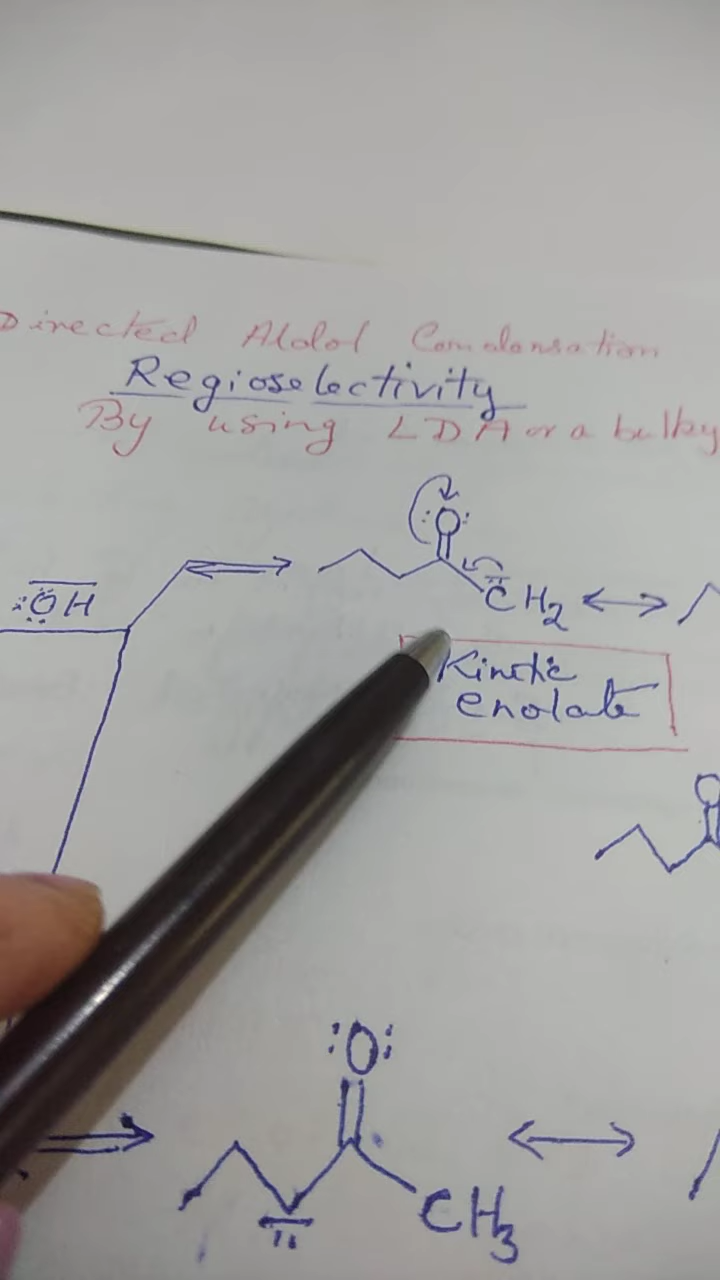 Directed Aldol Condensation
Regioselectivity
By using LDA or a bulky
:O:
:ÖH
CH2
Kinetic
enolate
:O:
CH3